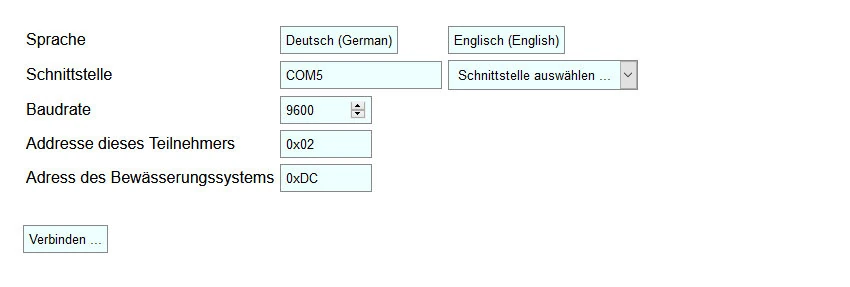 Sprache Deutsch (German) Englisch (English)
Schnittstelle COM5 Schnittstelle auswählen ...
Baudrate 9600
Addresse dieses Teilnehmers 0x02
Adress des Bewässerungssystems 0xDC
Verbinden ...